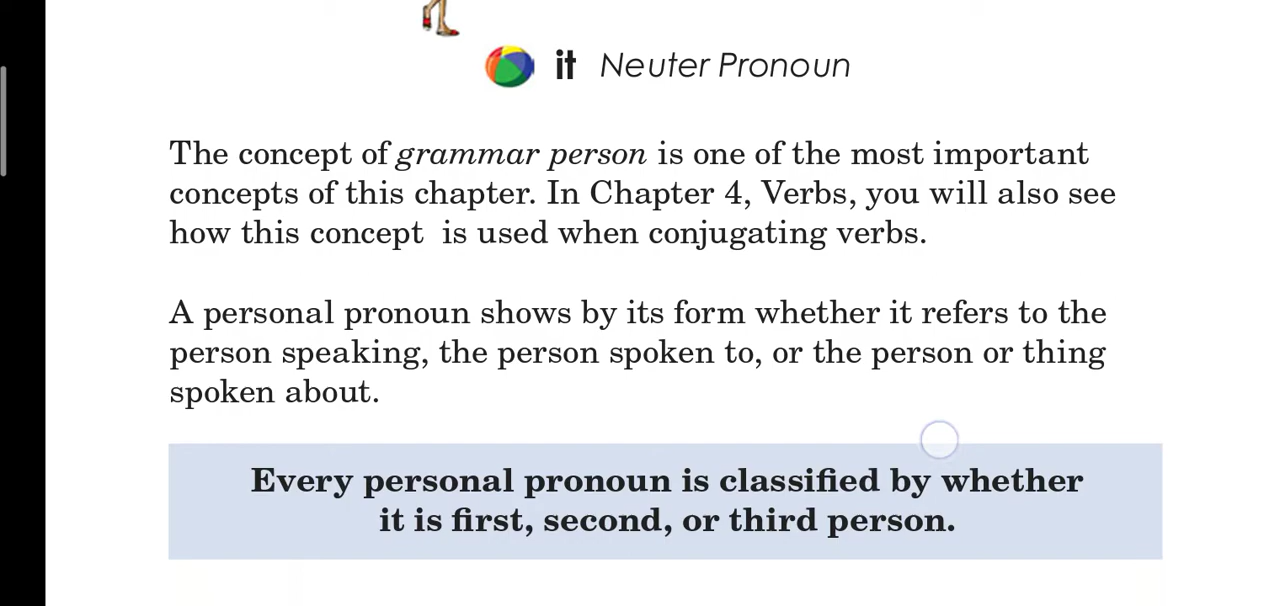 it Neuter Pronoun
The concept of grammar person is one of the most important
concepts of this chapter. In Chapter 4, Verbs, you will also see
how this concept is used when conjugating verbs.
A personal pronoun shows by its form whether it refers to the
person speaking, the person spoken to, or the person or thing
spoken about.
Every personal pronoun is classified by whether
it is first, second, or third person.